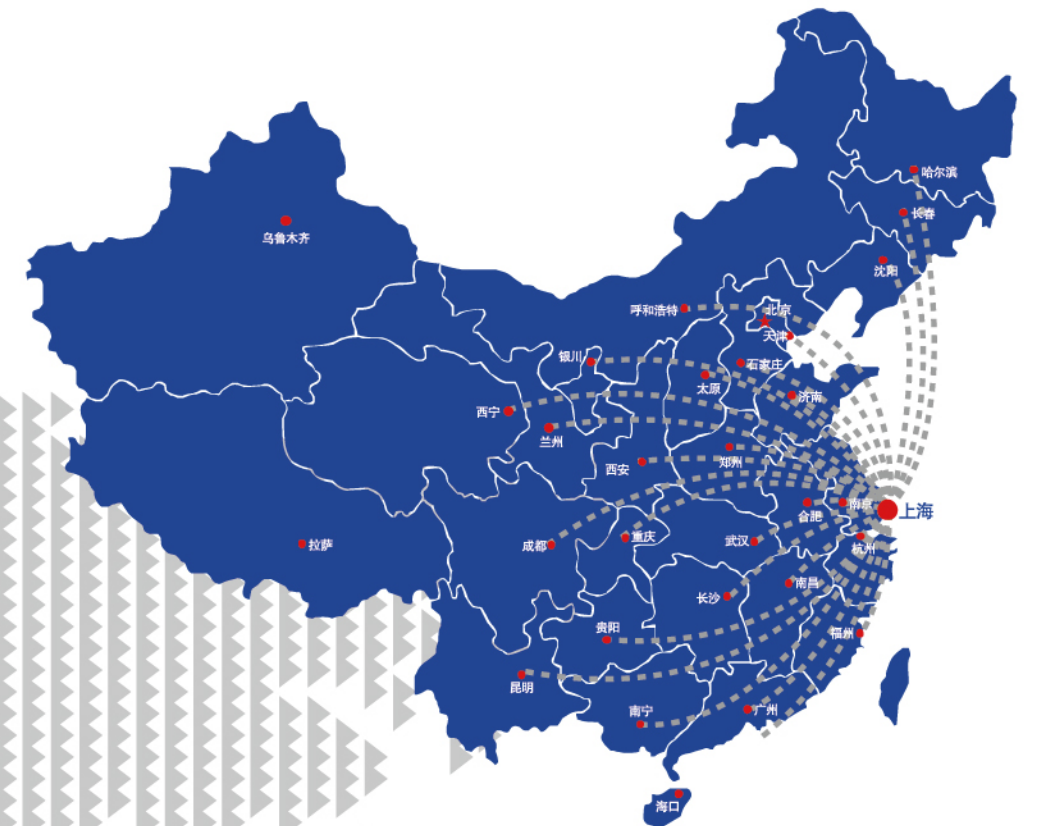 哈尔滨
长春
乌鲁木齐
沈阳
呼和浩特
北京
天津
银川
石家庄
太原
济南
西宁
兰州
郑州
西安
南京
上海
合肥
武汉
重庆
拉萨
成都
杭州
南昌
长沙
贵阳
福州
昆明
南宁
广州
海口